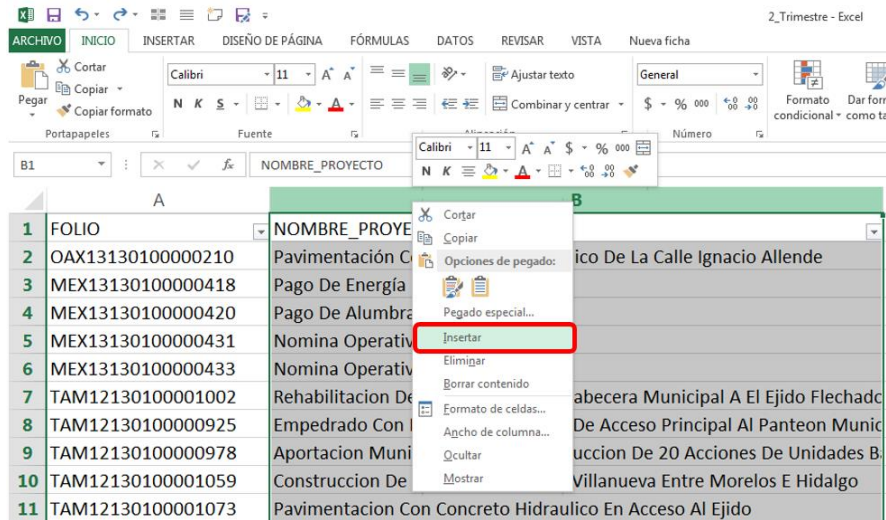 2_Trimestre - Excel
ARCHIVO INICIO INSERTAR DISEÑO DE PÁGINA FÓRMULAS DATOS REVISAR VISTA Nueva ficha
Cortar
Copiar
Copiar formato
Pegar
Calibri 11
N K S
Ajustar texto
Combinar y centrar
General
$ % 000
Formato
condicional
Dar for
como ta
Portapapeles Fuente Número
B1 fx NOMBRE_PROYECTO
Calibri 11 A A $ % 000
N K A
A B
1 FOLIO NOMBRE_PROYE
2 OAX13130100000210 Pavimentación C ico De La Calle Ignacio Allende
3 MEX13130100000418 Pago De Energía
4 MEX13130100000420 Pago De Alumbra
5 MEX13130100000431 Nomina Operativ
6 MEX13130100000433 Nomina Operativ
7 TAM12130100001002 Rehabilitacion De abecera Municipal A El Ejido Flechado
8 TAM12130100000925 Empedrado Con De Acceso Principal Al Panteon Munic
9 TAM12130100000978 Aportacion Muni uccion De 20 Acciones De Unidades B
10 TAM12130100001059 Construccion De Villanueva Entre Morelos E Hidalgo
11 TAM12130100001073 Pavimentacion Con Concreto Hidraulico En Acceso Al Ejido
Cortar
Copiar
Opciones de pegado:
Pegado especial...
Insertar
Eliminar
Borrar contenido
Formato de celdas...
Ancho de columna...
Ocultar
Mostrar